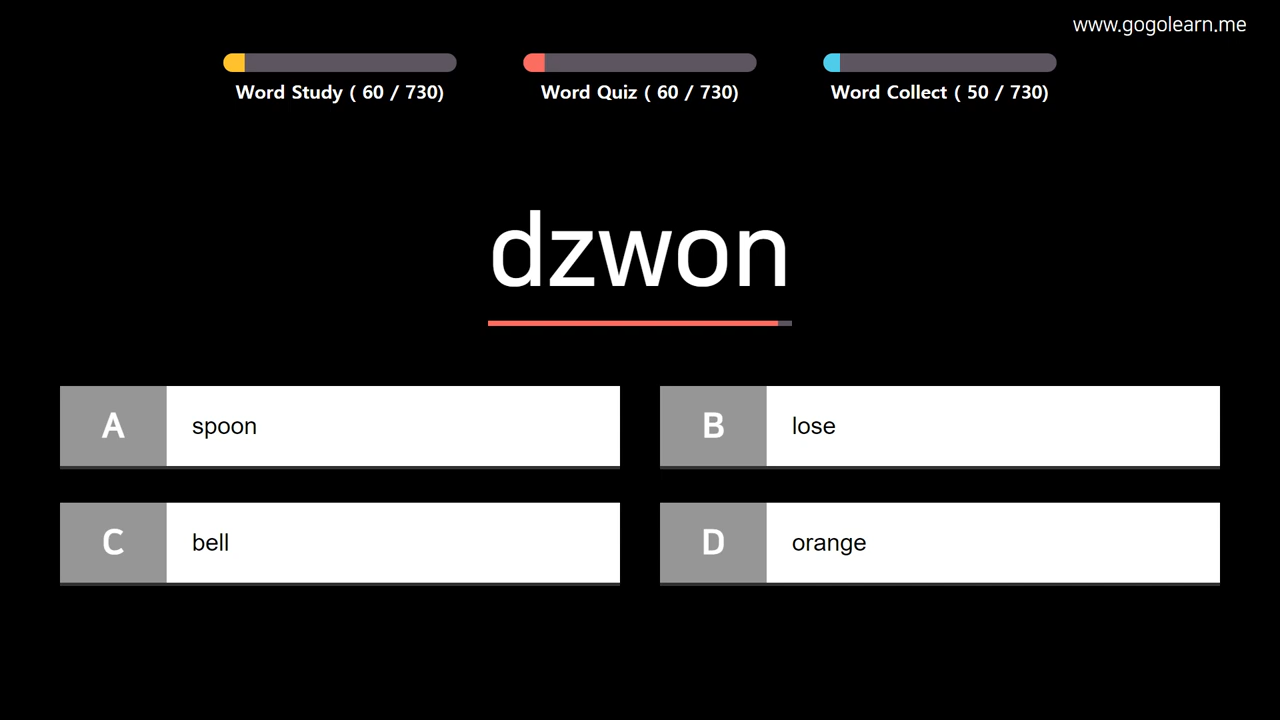 www.gogolearn.me
Word Study ( 60 / 730)
Word Quiz ( 60 / 730)
Word Collect ( 50 / 730)
dzwon
A spoon
B lose
C bell
D orange